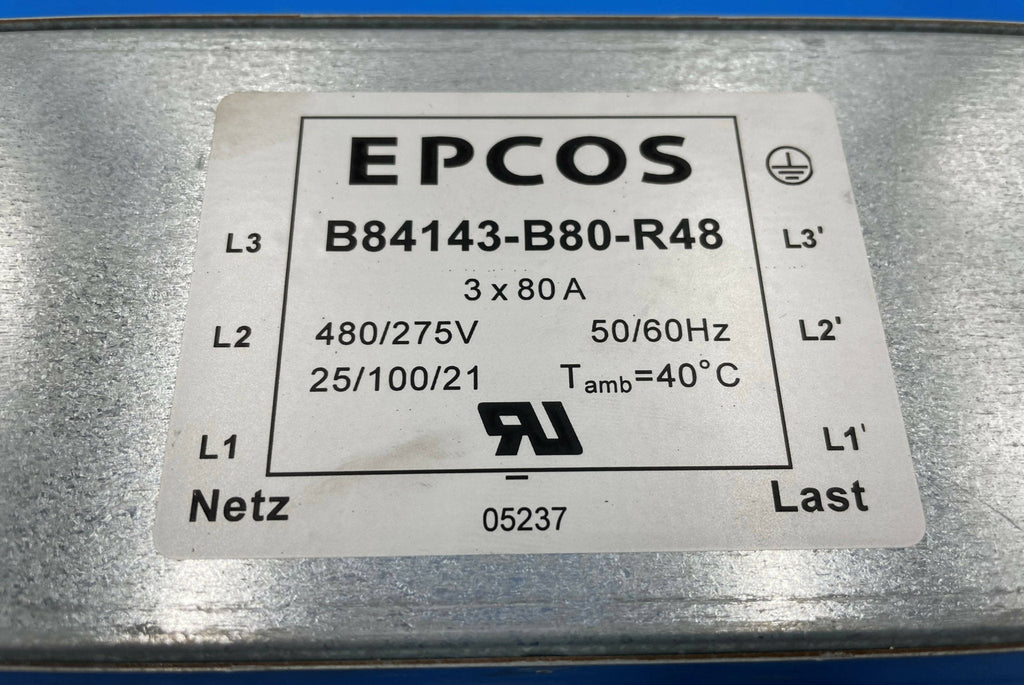 EPCOS
B84143-B80-R48
L3 L3'
3 x 80 A
L2 480/275V 50/60Hz L2'
25/100/21 Tamb=40°C
L1 L1'
Netz Last
05237